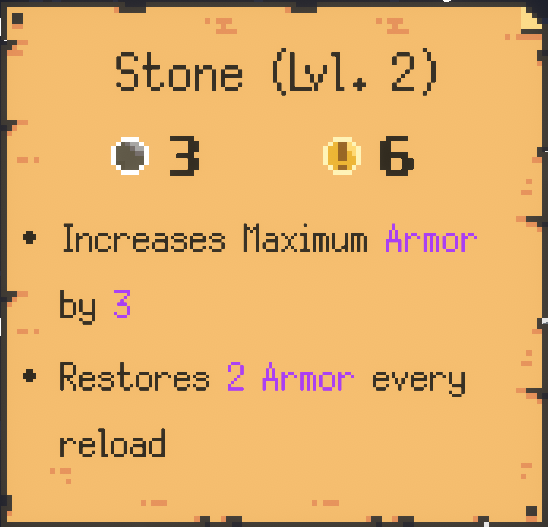 Stone (Lvl. 2)
3 6
• Increases Maximum Armor
by 3
• Restores 2 Armor every
reload